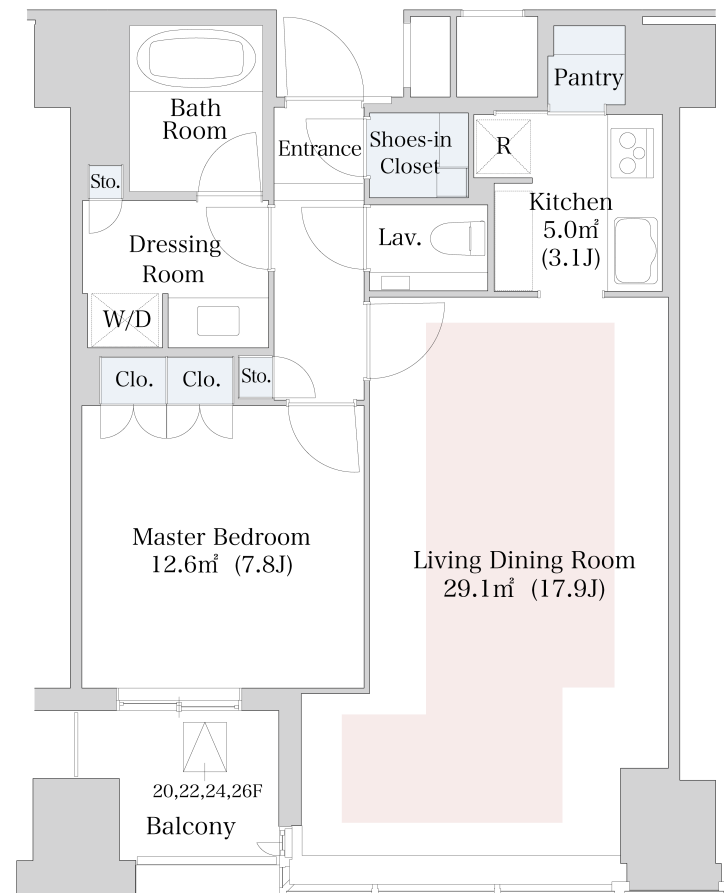 Bath
Room
Entrance
Shoes-in
Closet
Pantry
R
Kitchen
5.0㎡
(3.1J)
Sto.
Dressing
Room
Lav.
W/D
Clo.
Clo.
Sto.
Master Bedroom
12.6㎡ (7.8J)
Living Dining Room
29.1㎡ (17.9J)
20,22,24,26F
Balcony